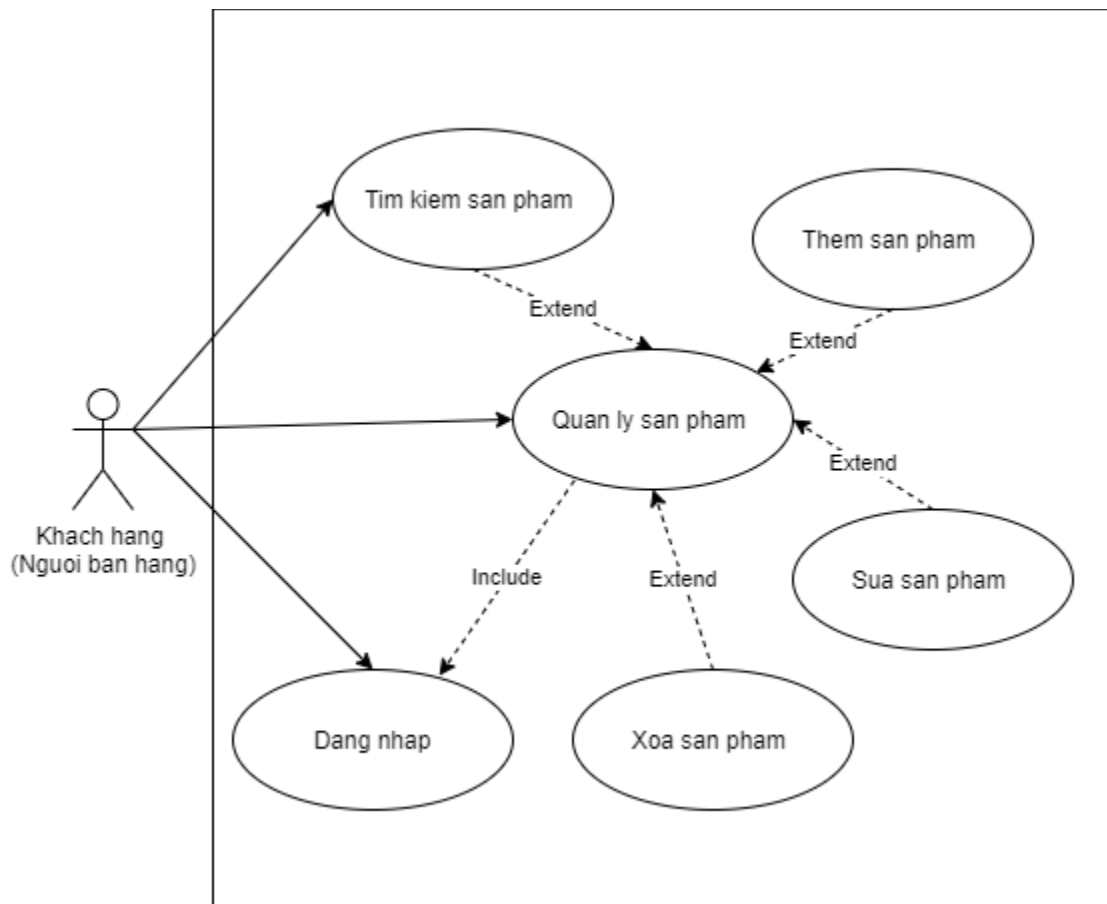 Tim kiem san pham
Them san pham
Extend
Extend
Quan ly san pham
Extend
Khach hang
(Nguoi ban hang)
Include
Extend
Sua san pham
Dang nhap
Xoa san pham